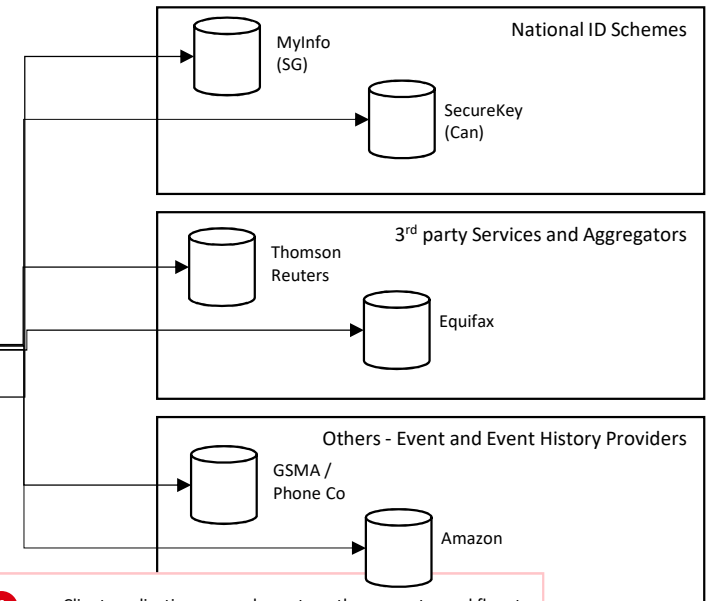 National ID Schemes
MyInfo
(SG)
SecureKey
(Can)
3rd party Services and Aggregators
Thomson
Reuters
Equifax
Others - Event and Event History Providers
GSMA /
Phone Co
Amazon